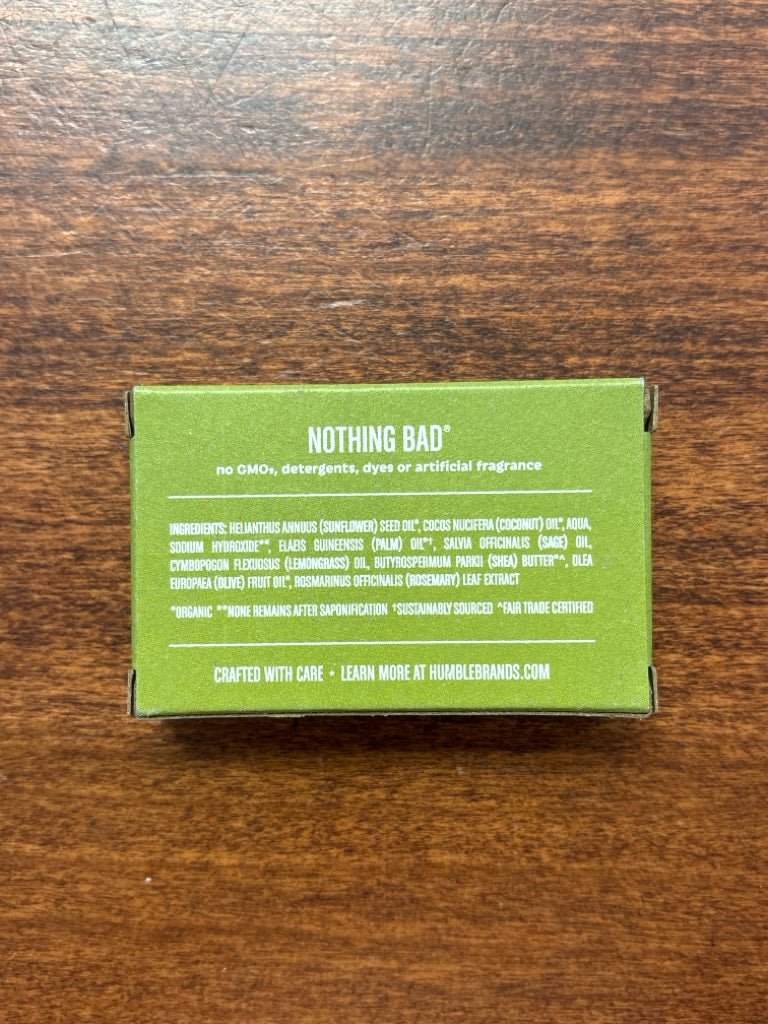 NOTHING BAD®
no GMOs, detergents, dyes or artificial fragrance
INGREDIENTS: HELIANTHUS ANNUUS (SUNFLOWER) SEED OIL*, COCOS NUCIFERA (COCONUT) OIL*, AQUA,
SODIUM HYDROXIDE**, ELAEIS GUINEENSIS (PALM) OIL*†, SALVIA OFFICINALIS (SAGE) OIL,
CYMBOPOGON FLEXUOSUS (LEMONGRASS) OIL, BUTYROSPERMUM PARKII (SHEA) BUTTER*^, OLEA
EUROPAEA (OLIVE) FRUIT OIL*, ROSMARINUS OFFICINALIS (ROSEMARY) LEAF EXTRACT
*ORGANIC **NONE REMAINS AFTER SAPONIFICATION †SUSTAINABLY SOURCED ^FAIR TRADE CERTIFIED
CRAFTED WITH CARE • LEARN MORE AT HUMBLEBRANDS.COM